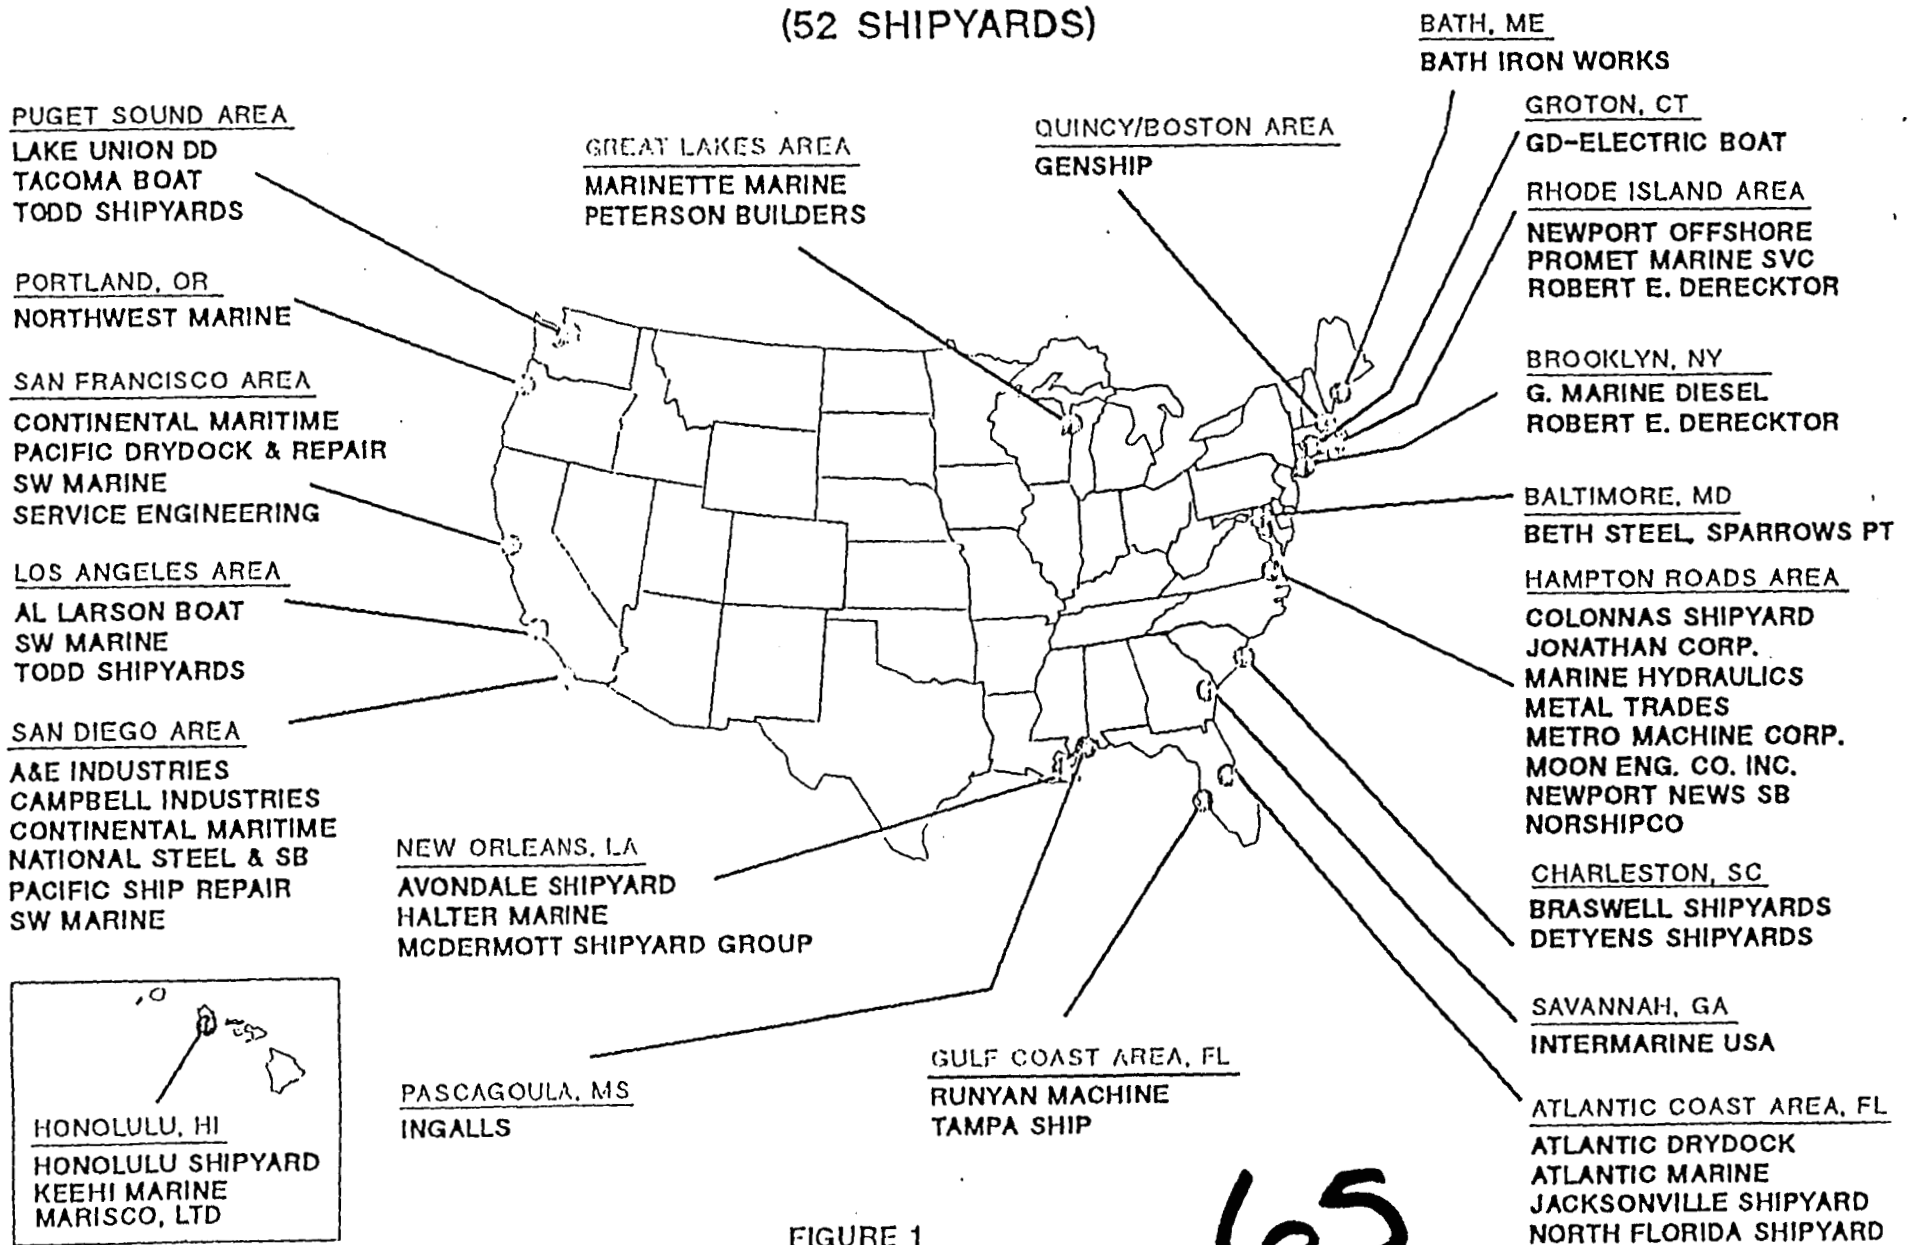 (52 SHIPYARDS)
BATH, ME
BATH IRON WORKS
PUGET SOUND AREA
LAKE UNION DD
TACOMA BOAT
TODD SHIPYARDS
GREAT LAKES AREA
MARINETTE MARINE
PETERSON BUILDERS
QUINCY/BOSTON AREA
GENSHIP
GROTON, CT
GD-ELECTRIC BOAT
RHODE ISLAND AREA
NEWPORT OFFSHORE
PROMET MARINE SVC
ROBERT E. DERECKTOR
PORTLAND, OR
NORTHWEST MARINE
BROOKLYN, NY
G. MARINE DIESEL
ROBERT E. DERECKTOR
SAN FRANCISCO AREA
CONTINENTAL MARITIME
PACIFIC DRYDOCK & REPAIR
SW MARINE
SERVICE ENGINEERING
BALTIMORE, MD
BETH STEEL, SPARROWS PT
LOS ANGELES AREA
AL LARSON BOAT
SW MARINE
TODD SHIPYARDS
HAMPTON ROADS AREA
COLONNAS SHIPYARD
JONATHAN CORP.
MARINE HYDRAULICS
METAL TRADES
METRO MACHINE CORP.
MOON ENG. CO. INC.
NEWPORT NEWS SB
NORSHIPCO
SAN DIEGO AREA
A&E INDUSTRIES
CAMPBELL INDUSTRIES
CONTINENTAL MARITIME
NATIONAL STEEL & SB
PACIFIC SHIP REPAIR
SW MARINE
NEW ORLEANS, LA
AVONDALE SHIPYARD
HALTER MARINE
MCDERMOTT SHIPYARD GROUP
CHARLESTON, SC
BRASWELL SHIPYARDS
DETYENS SHIPYARDS
SAVANNAH, GA
INTERMARINE USA
HONOLULU, HI
HONOLULU SHIPYARD
KEEHI MARINE
MARISCO, LTD
PASCAGOULA, MS
INGALLS
GULF COAST AREA, FL
RUNYAN MACHINE
TAMPA SHIP
ATLANTIC COAST AREA, FL
ATLANTIC DRYDOCK
ATLANTIC MARINE
JACKSONVILLE SHIPYARD
NORTH FLORIDA SHIPYARD
FIGURE 1
65